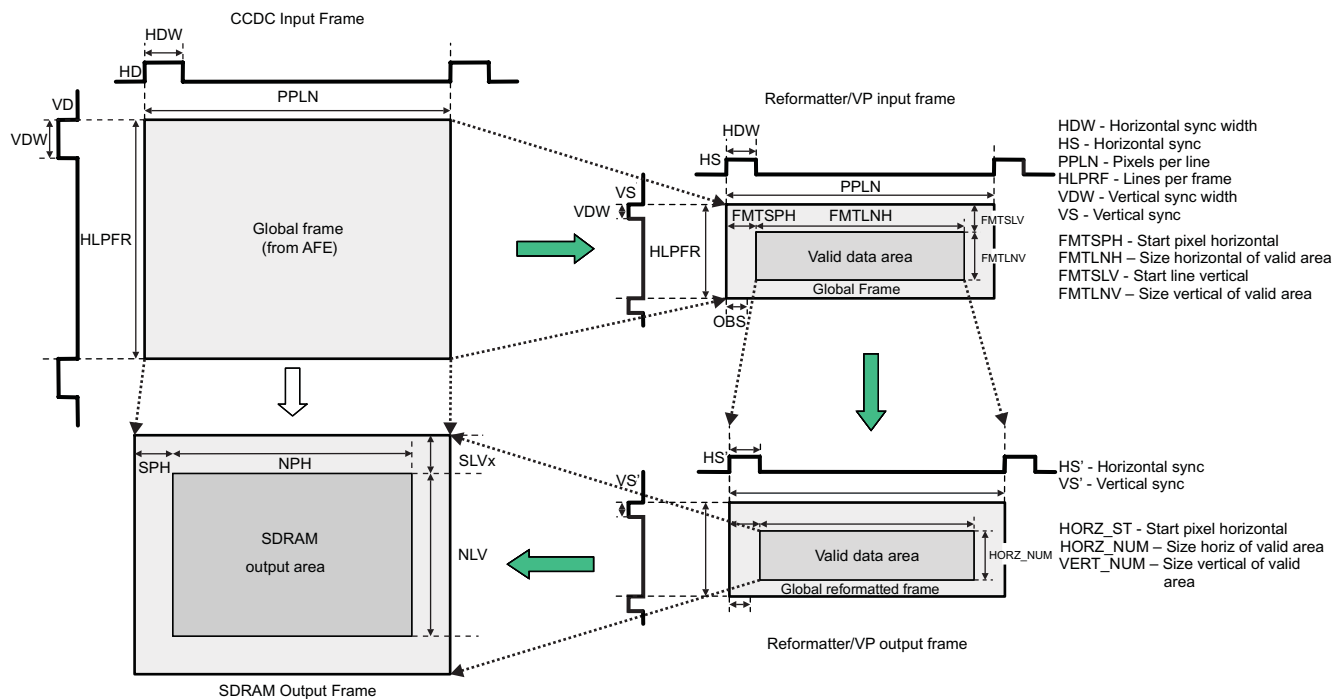 CCDC Input Frame
HDW
HD
PPLN
VD
VDW
HLPFR
Global frame
(from AFE)
Reformatter/VP input frame
HDW
HS
PPLN
VS
VDW
HLPFR
FMTSPH
FMTLNH
FMTSLV
FMTLNV
Valid data area
Global Frame
OBS
HDW - Horizontal sync width
HS - Horizontal sync
PPLN - Pixels per line
HLPRF - Lines per frame
VDW - Vertical sync width
VS - Vertical sync
FMTSPH - Start pixel horizontal
FMTLNH – Size horizontal of valid area
FMTSLV - Start line vertical
FMTLNV – Size vertical of valid area
SPH
NPH
SLVx
SDRAM
output area
NLV
SDRAM Output Frame
HS'
VS'
Valid data area
HORZ_NUM
Global reformatted frame
Reformatter/VP output frame
HS' - Horizontal sync
VS' - Vertical sync
HORZ_ST - Start pixel horizontal
HORZ_NUM – Size horiz of valid area
VERT_NUM – Size vertical of valid
area